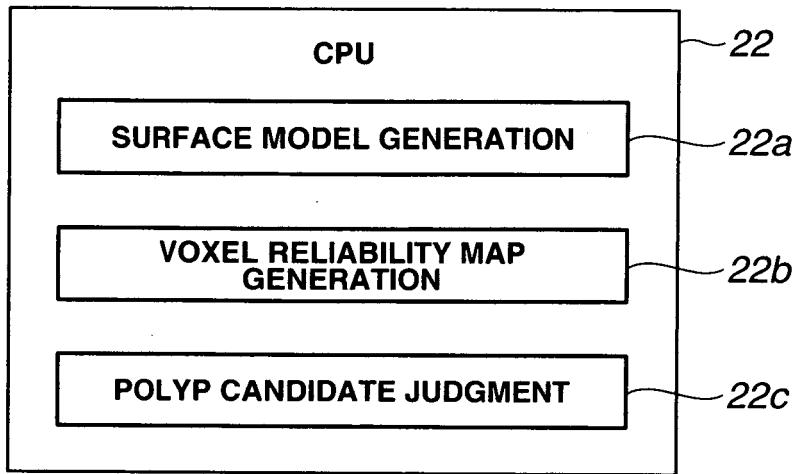 CPU
22
SURFACE MODEL GENERATION
22a
VOXEL RELIABILITY MAP
GENERATION
22b
POLYP CANDIDATE JUDGMENT
22c